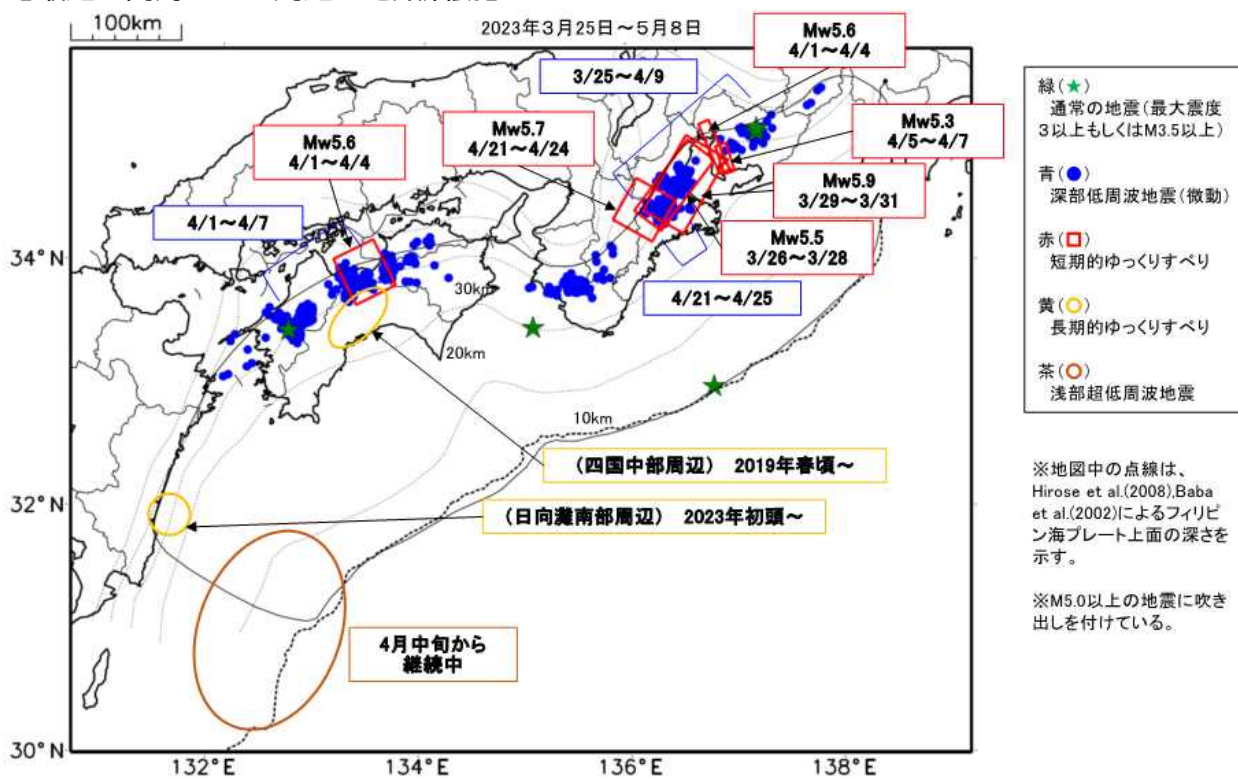 100km
2023年3月25日～5月8日
Mw5.6
4/1～4/4
3/25～4/9
Mw5.7
4/21～4/24
Mw5.6
4/1～4/4
Mw5.3
4/5～4/7
Mw5.9
3/29～3/31
4/1～4/7
Mw5.5
3/26～3/28
34°N
30km
4/21～4/25
20km
10km
（四国中部周辺）　2019年春頃～
32°N
（日向灘南部周辺）　2023年初頭～
4月中旬から
継続中
30°N
132°E
134°E
136°E
138°E
緑(★)
通常の地震(最大震度
３以上もしくはM3.5以上)
青(●)
深部低周波地震(微動)
赤(□)
短期的ゆっくりすべり
黄(○)
長期的ゆっくりすべり
茶(○)
浅部超低周波地震
※地図中の点線は、
Hirose et al.(2008),Baba
et al.(2002)によるフィリピ
ン海プレート上面の深さを
示す。
※M5.0以上の地震に吹き
出しを付けている。